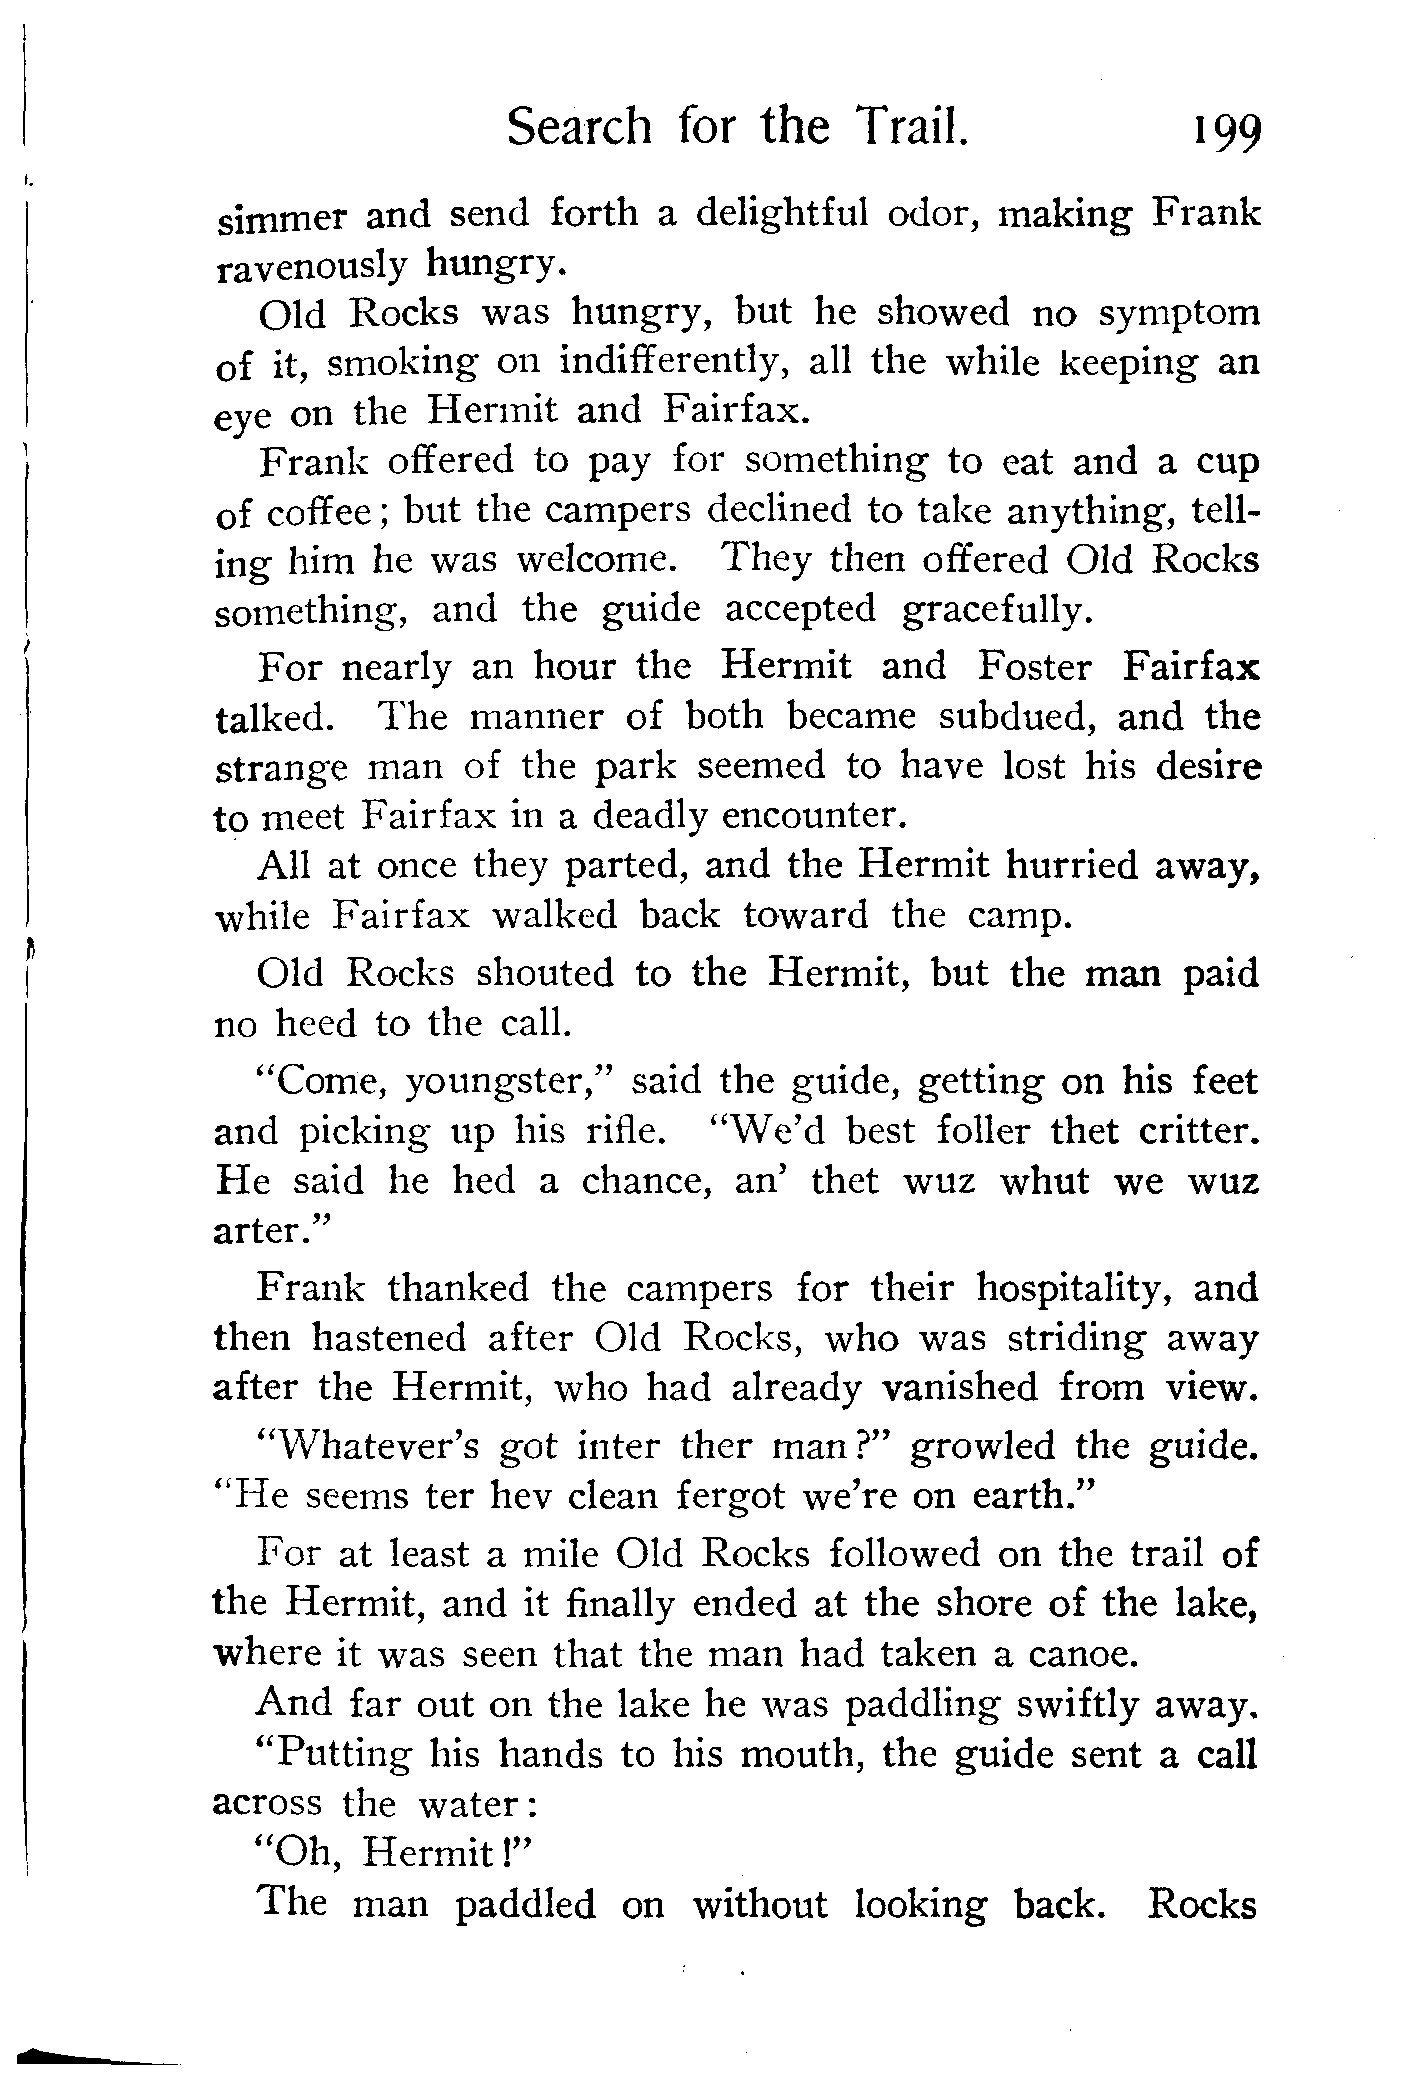 Search for the Trail. 199
simmer and send forth a delightful odor, making Frank
ravenously hungry.
Old Rocks was hungry, but he showed no symptom
of it, smoking on indifferently, all the while keeping an
eye on the Hermit and Fairfax.
Frank offered to pay for something to eat and a cup
of coffee; but the campers declined to take anything, tell-
ing him he was welcome. They then offered Old Rocks
something, and the guide accepted gracefully.
For nearly an hour the Hermit and Foster Fairfax
talked. The manner of both became subdued, and the
strange man of the park seemed to have lost his desire
to meet Fairfax in a deadly encounter.
All at once they parted, and the Hermit hurried away,
while Fairfax walked back toward the camp.
Old Rocks shouted to the Hermit, but the man paid
no heed to the call.
"Come, youngster," said the guide, getting on his feet
and picking up his rifle. "We'd best foller thet critter.
He said he hed a chance, an' thet wuz whut we wuz
arter."
Frank thanked the campers for their hospitality, and
then hastened after Old Rocks, who was striding away
after the Hermit, who had already vanished from view.
"Whatever's got inter ther man?" growled the guide.
"He seems ter hev clean fergot we're on earth."
For at least a mile Old Rocks followed on the trail of
the Hermit, and it finally ended at the shore of the lake,
where it was seen that the man had taken a canoe.
And far out on the lake he was paddling swiftly away.
"Putting his hands to his mouth, the guide sent a call
across the water:
"Oh, Hermit!"
The man paddled on without looking back. Rocks